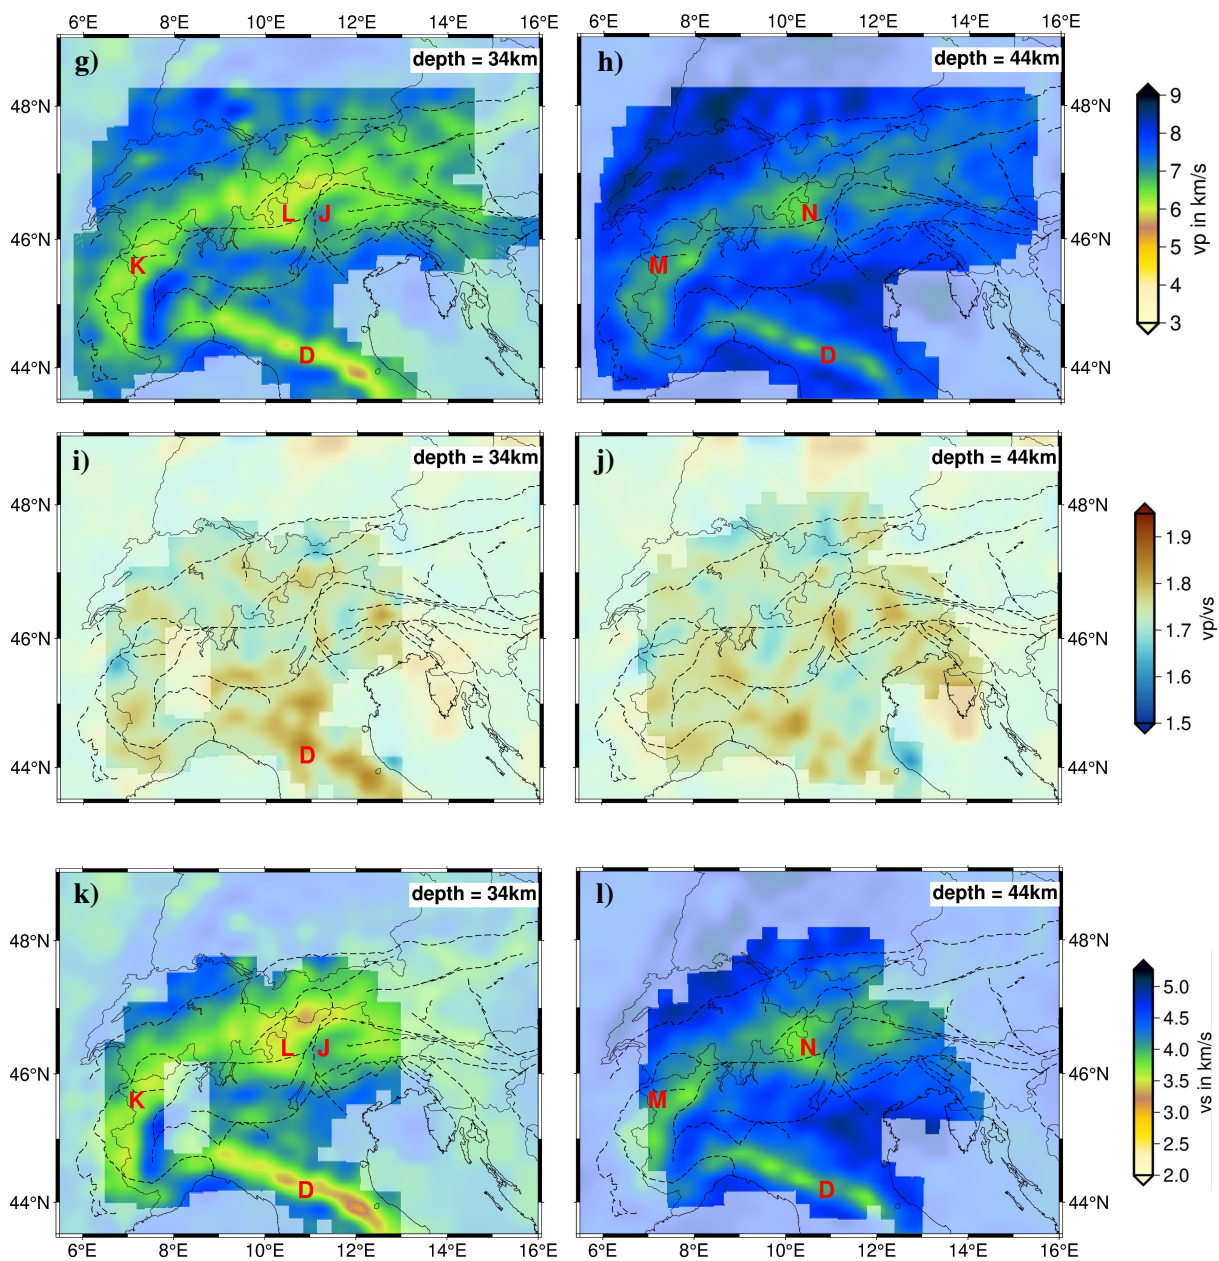 6°E 8°E 10°E 12°E 14°E 16°E 6°E 8°E 10°E 12°E 14°E 16°E
g) depth = 34km h) depth = 44km
48°N 48°N
46°N 46°N
44°N 44°N
L J
K
D
N
M
D
9
8
7
6
5
4
3
vp in km/s
i) depth = 34km j) depth = 44km
48°N 48°N
46°N 46°N
44°N 44°N
D
1.9
1.8
1.7
1.6
1.5
vp/vs
k) depth = 34km l) depth = 44km
48°N 48°N
46°N 46°N
44°N 44°N
L J
K
D
N
M
D
5.0
4.5
4.0
3.5
3.0
2.5
2.0
vs in km/s
6°E 8°E 10°E 12°E 14°E 16°E 6°E 8°E 10°E 12°E 14°E 16°E